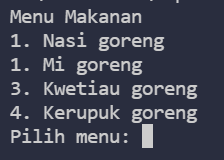 Menu Makanan
1. Nasi goreng
1. Mi goreng
3. Kwetiau goreng
4. Kerupuk goreng
Pilih menu: